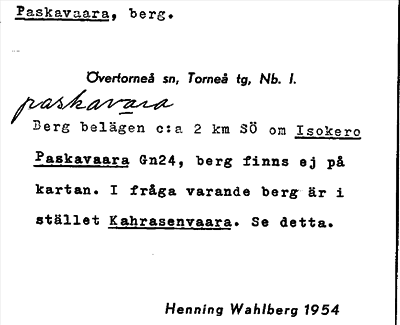 Paskavaara, berg.
Övertorneå sn, Torneå tg, Nb. l.
paskavaara
Berg belägen c:a 2 km SÖ om Isokero
Paskavaara Gn24, berg finns ej på
kartan. I fråga varande berg är i
stället Kahrasenvaara. Se detta.
Henning Wahlberg 1954